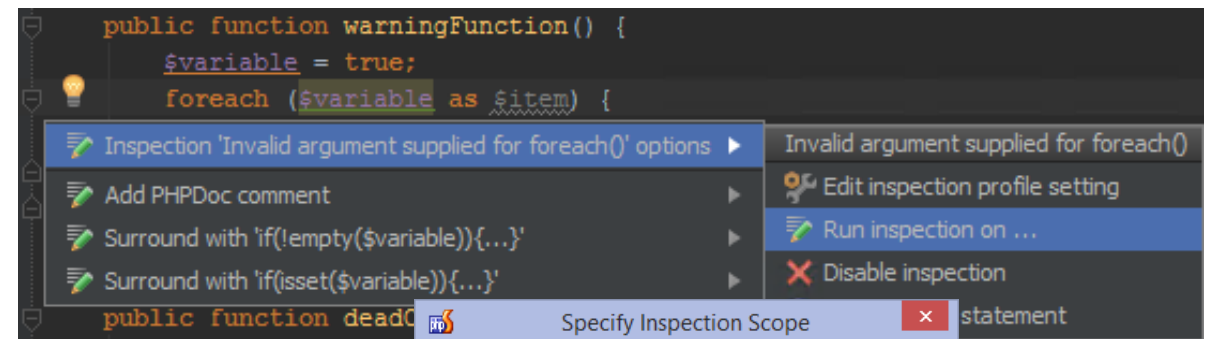 public function warningFunction() {
$variable = true;
foreach ($variable as $item) {
Inspection 'Invalid argument supplied for foreach()' options
Add PHPDoc comment
Surround with 'if(!empty($variable)){...}'
Surround with 'if(isset($variable)){...}'
Invalid argument supplied for foreach()
Edit inspection profile setting
Run inspection on ...
Disable inspection
statement
public function dead
Specify Inspection Scope